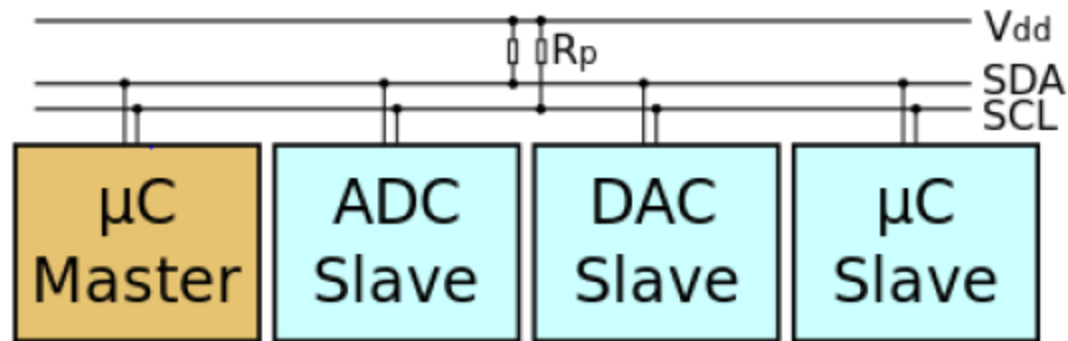 Vdd
Rp
SDA
SCL
µC
Master
ADC
Slave
DAC
Slave
µC
Slave